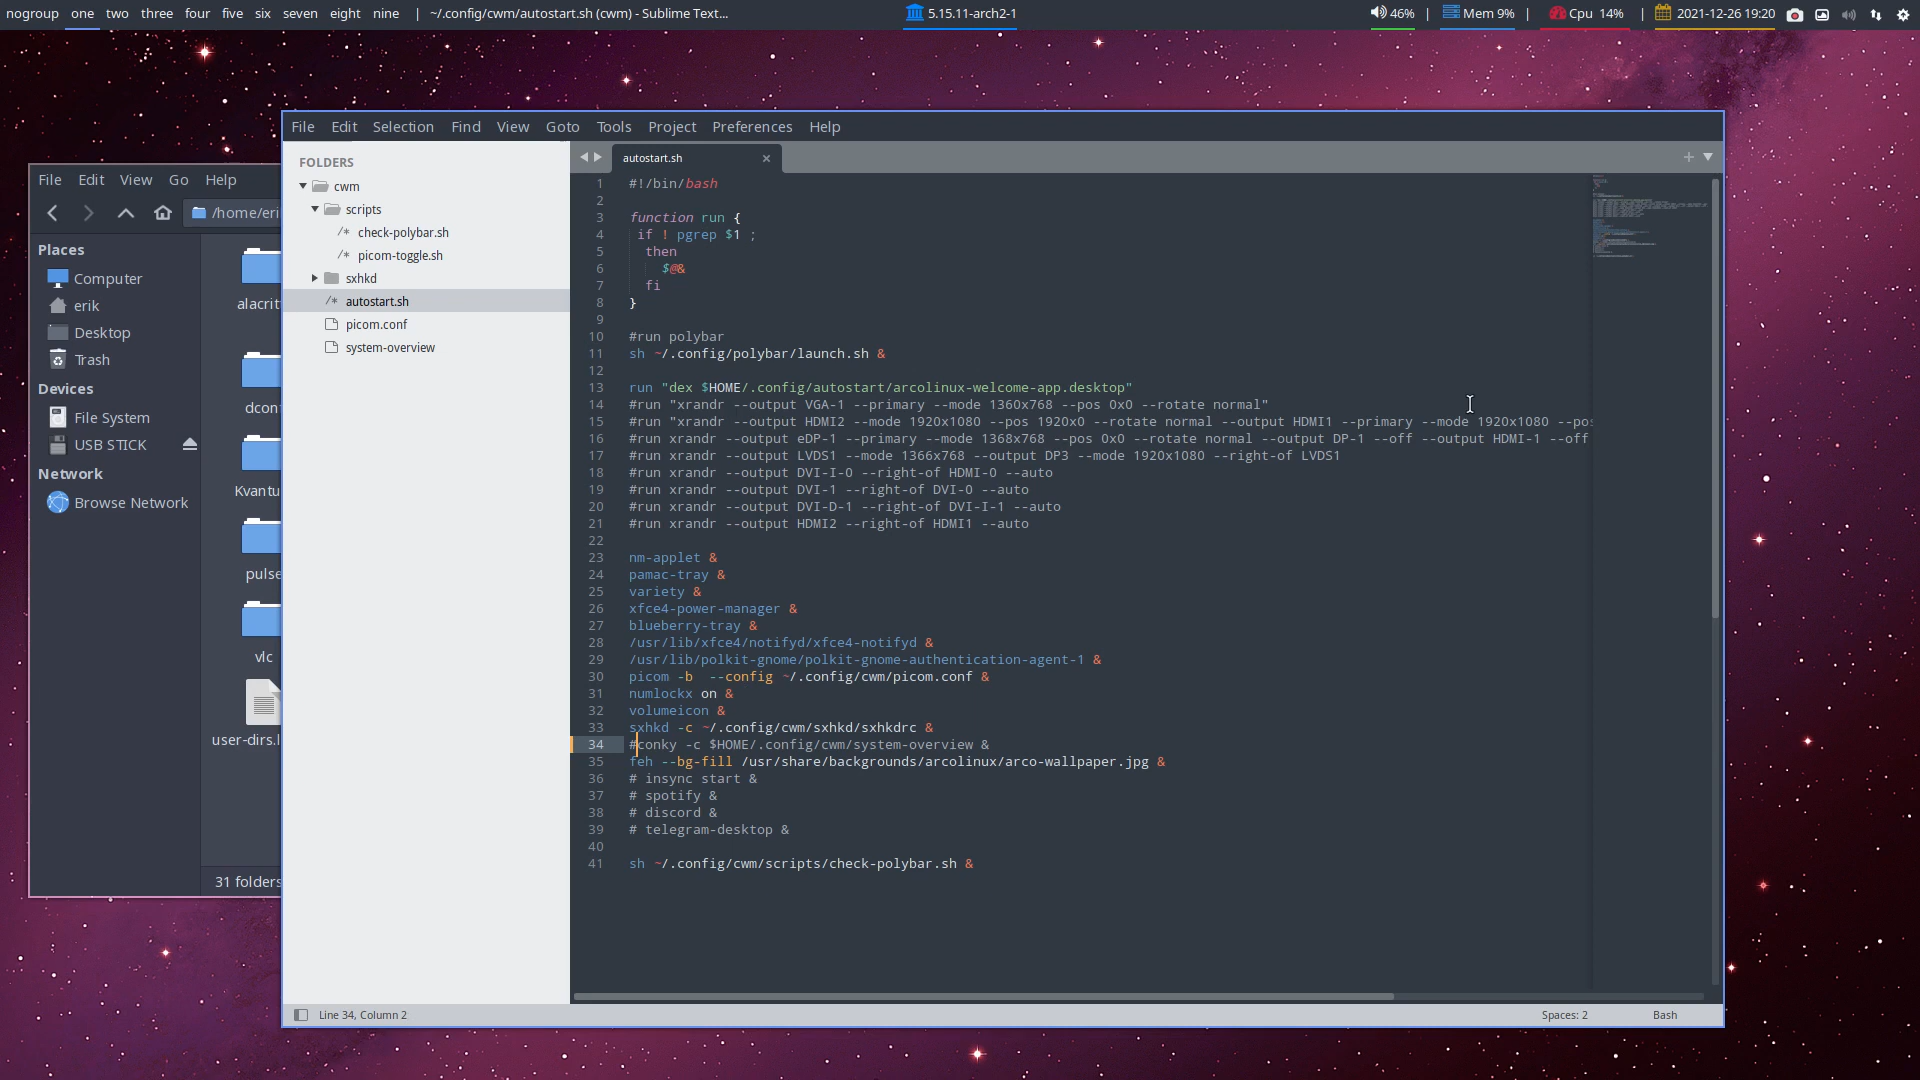 nogroup one two three four five six seven eight nine | ~/.config/cwm/autostart.sh (cwm) - Sublime Text...
5.15.11-arch2-1
46% | Mem 9% | Cpu 14% | 2021-12-26 19:20
File Edit View Go Help
/home/eri
Places
Computer
erik
Desktop
Trash
Devices
File System
USB STICK
Network
Browse Network
alacrit
dcon
Kvantu
pulse
vlc
user-dirs.l
31 folders
File Edit Selection Find View Goto Tools Project Preferences Help
FOLDERS
cwm
scripts
/* check-polybar.sh
/* picom-toggle.sh
sxhkd
/* autostart.sh
picom.conf
system-overview
autostart.sh ×
1 #!/bin/bash
2
3 function run {
4 if ! pgrep $1 ;
5 then
6 $@&
7 fi
8 }
9
10 #run polybar
11 sh ~/.config/polybar/launch.sh &
12
13 run "dex $HOME/.config/autostart/arcolinux-welcome-app.desktop"
14 #run "xrandr --output VGA-1 --primary --mode 1360x768 --pos 0x0 --rotate normal"
15 #run "xrandr --output HDMI2 --mode 1920x1080 --pos 1920x0 --rotate normal --output HDMI1 --primary --mode 1920x1080 --pos
16 #run xrandr --output eDP-1 --primary --mode 1368x768 --pos 0x0 --rotate normal --output DP-1 --off --output HDMI-1 --off
17 #run xrandr --output LVDS1 --mode 1366x768 --output DP3 --mode 1920x1080 --right-of LVDS1
18 #run xrandr --output DVI-I-0 --right-of HDMI-0 --auto
19 #run xrandr --output DVI-1 --right-of DVI-0 --auto
20 #run xrandr --output DVI-D-1 --right-of DVI-I-1 --auto
21 #run xrandr --output HDMI2 --right-of HDMI1 --auto
22
23 nm-applet &
24 pamac-tray &
25 variety &
26 xfce4-power-manager &
27 blueberry-tray &
28 /usr/lib/xfce4/notifyd/xfce4-notifyd &
29 /usr/lib/polkit-gnome/polkit-gnome-authentication-agent-1 &
30 picom -b  --config ~/.config/cwm/picom.conf &
31 numlockx on &
32 volumeicon &
33 sxhkd -c ~/.config/cwm/sxhkd/sxhkdrc &
34 #conky -c $HOME/.config/cwm/system-overview &
35 feh --bg-fill /usr/share/backgrounds/arcolinux/arco-wallpaper.jpg &
36 # insync start &
37 # spotify &
38 # discord &
39 # telegram-desktop &
40
41 sh ~/.config/cwm/scripts/check-polybar.sh &
Line 34, Column 2
Spaces: 2
Bash